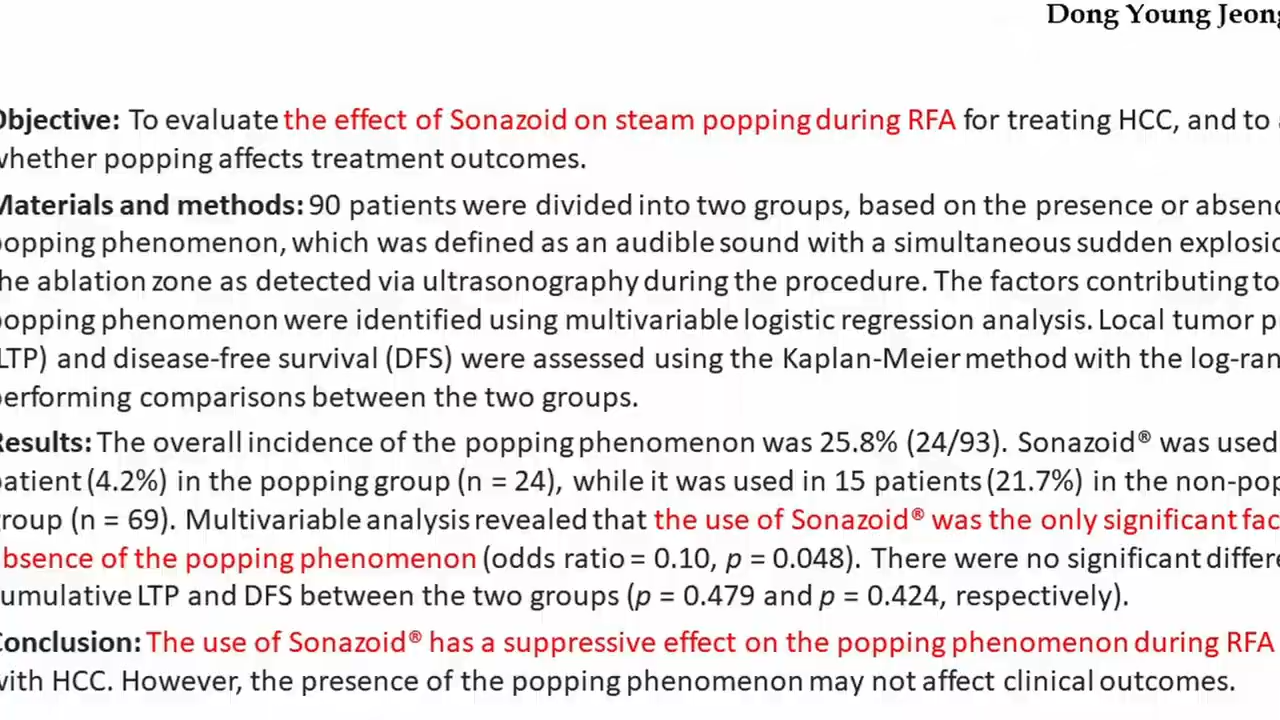 Dong Young Jeong
Objective: To evaluate the effect of Sonazoid on steam popping during RFA for treating HCC, and to
whether popping affects treatment outcomes.
Materials and methods: 90 patients were divided into two groups, based on the presence or absenc
popping phenomenon, which was defined as an audible sound with a simultaneous sudden explosic
the ablation zone as detected via ultrasonography during the procedure. The factors contributing to
popping phenomenon were identified using multivariable logistic regression analysis. Local tumor p
LTP) and disease-free survival (DFS) were assessed using the Kaplan-Meier method with the log-ran
performing comparisons between the two groups.
Results: The overall incidence of the popping phenomenon was 25.8% (24/93). Sonazoid® was used
patient (4.2%) in the popping group (n = 24), while it was used in 15 patients (21.7%) in the non-pop
group (n = 69). Multivariable analysis revealed that the use of Sonazoid® was the only significant fac
absence of the popping phenomenon (odds ratio = 0.10, p = 0.048). There were no significant differe
cumulative LTP and DFS between the two groups (p = 0.479 and p = 0.424, respectively).
Conclusion: The use of Sonazoid® has a suppressive effect on the popping phenomenon during RFA
with HCC. However, the presence of the popping phenomenon may not affect clinical outcomes.